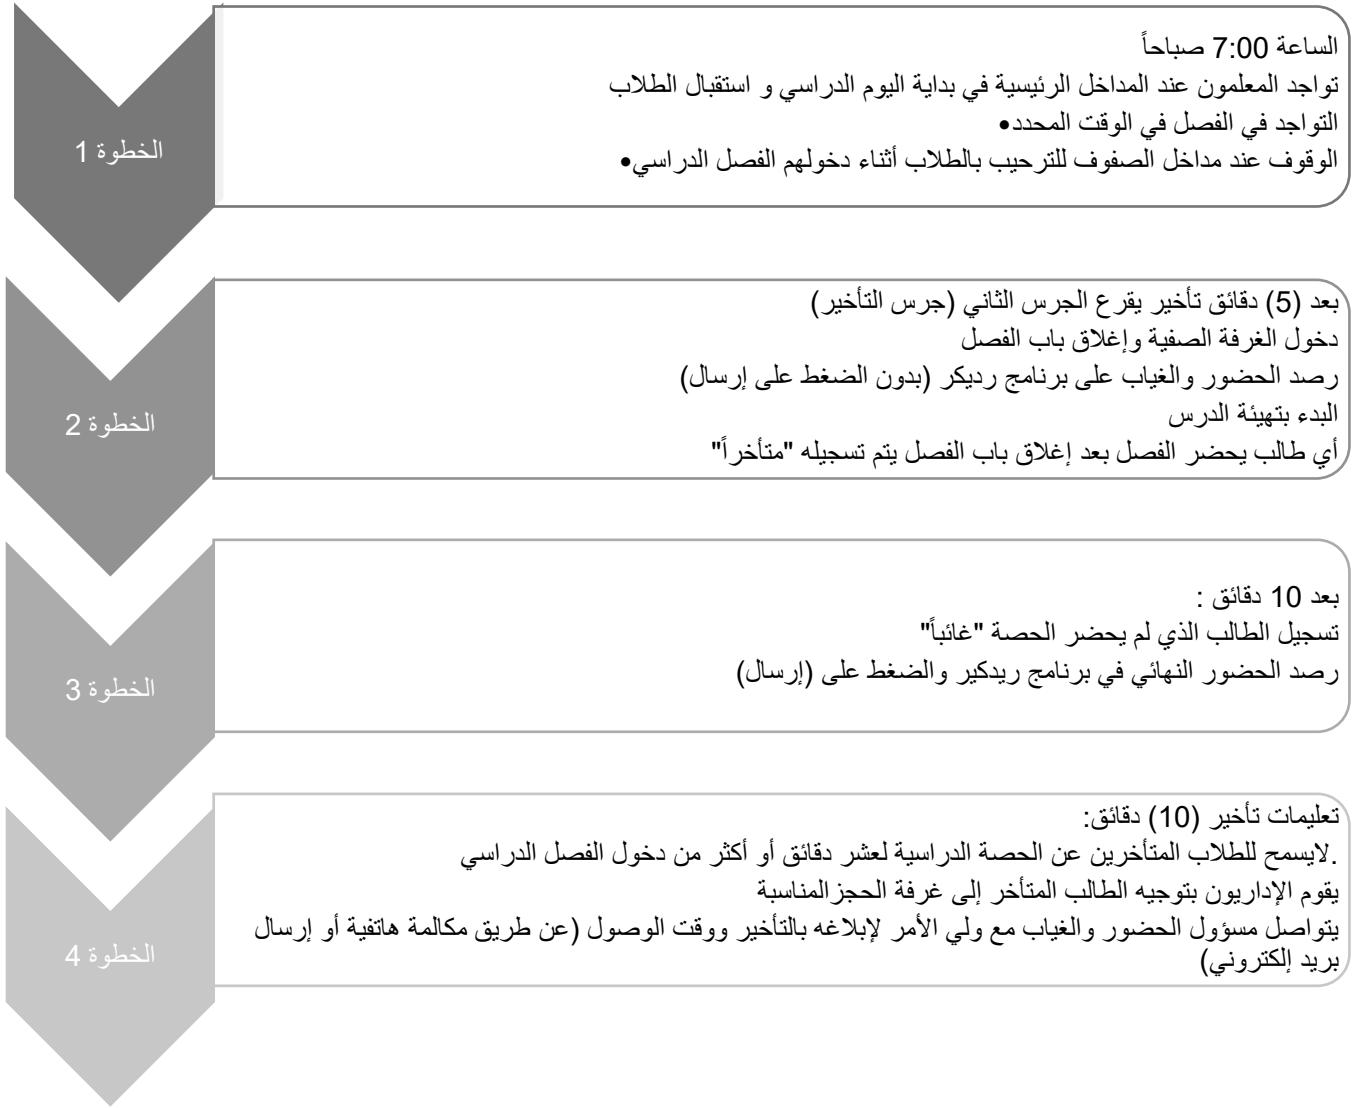 الخطوة 1
الساعة 7:00 صباحاً
تواجد المعلمون عند المداخل الرئيسية في بداية اليوم الدراسي و استقبال الطلاب
التواجد في الفصل في الوقت المحدد•
الوقوف عند مداخل الصفوف للترحيب بالطلاب أثناء دخولهم الفصل الدراسي•
الخطوة 2
بعد (5) دقائق تأخير يقرع الجرس الثاني (جرس التأخير)
دخول الغرفة الصفية وإغلاق باب الفصل
رصد الحضور والغياب على برنامج رديكر (بدون الضغط على إرسال)
البدء بتهيئة الدرس
أي طالب يحضر الفصل بعد إغلاق باب الفصل يتم تسجيله "متأخراً"
الخطوة 3
بعد 10 دقائق :
تسجيل الطالب الذي لم يحضر الحصة "غائباً"
رصد الحضور النهائي في برنامج ريدكير والضغط على (إرسال)
الخطوة 4
تعليمات تأخير (10) دقائق:
.لايسمح للطلاب المتأخرين عن الحصة الدراسية لعشر دقائق أو أكثر من دخول الفصل الدراسي
يقوم الإداريون بتوجيه الطالب المتأخر إلى غرفة الحجزالمناسبة
يتواصل مسؤول الحضور والغياب مع ولي الأمر لإبلاغه بالتأخير ووقت الوصول (عن طريق مكالمة هاتفية أو إرسال
بريد إلكتروني)